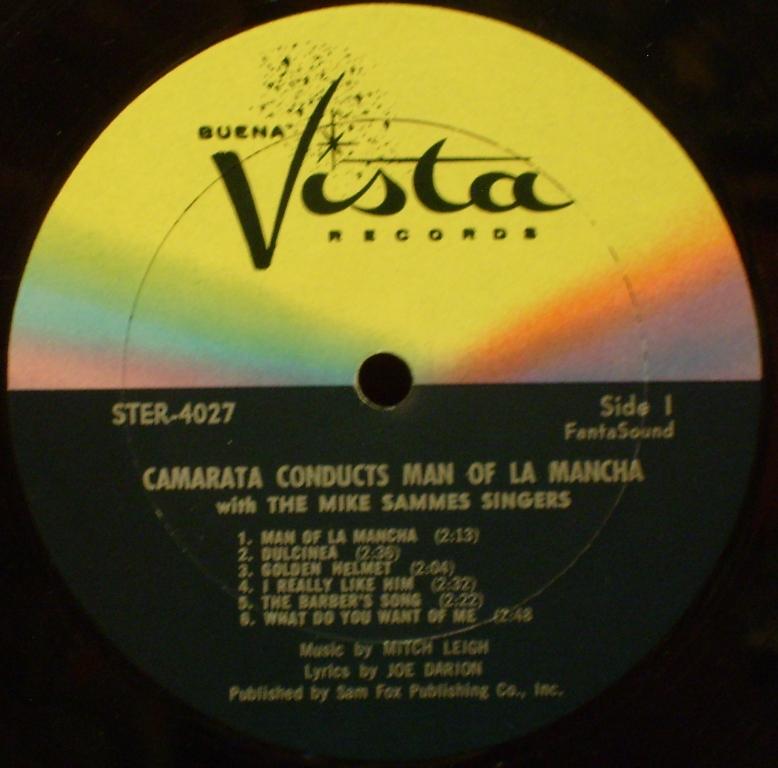 BUENA
Vista
RECORDS
STER-4027
Side 1
FantaSound
CAMARATA CONDUCTS MAN OF LA MANCHA
with THE MIKE SAMMES SINGERS
1. MAN OF LA MANCHA (2:13)
2. DULCINEA (2:36)
3. GOLDEN HELMET (2:04)
4. I REALLY LIKE HIM (2:32)
5. THE BARBER'S SONG (2:22)
6. WHAT DO YOU WANT OF ME (2:48
Music by MITCH LEIGH
Lyrics by JOE DARION
Published by Sam Fox Publishing Co., Inc.